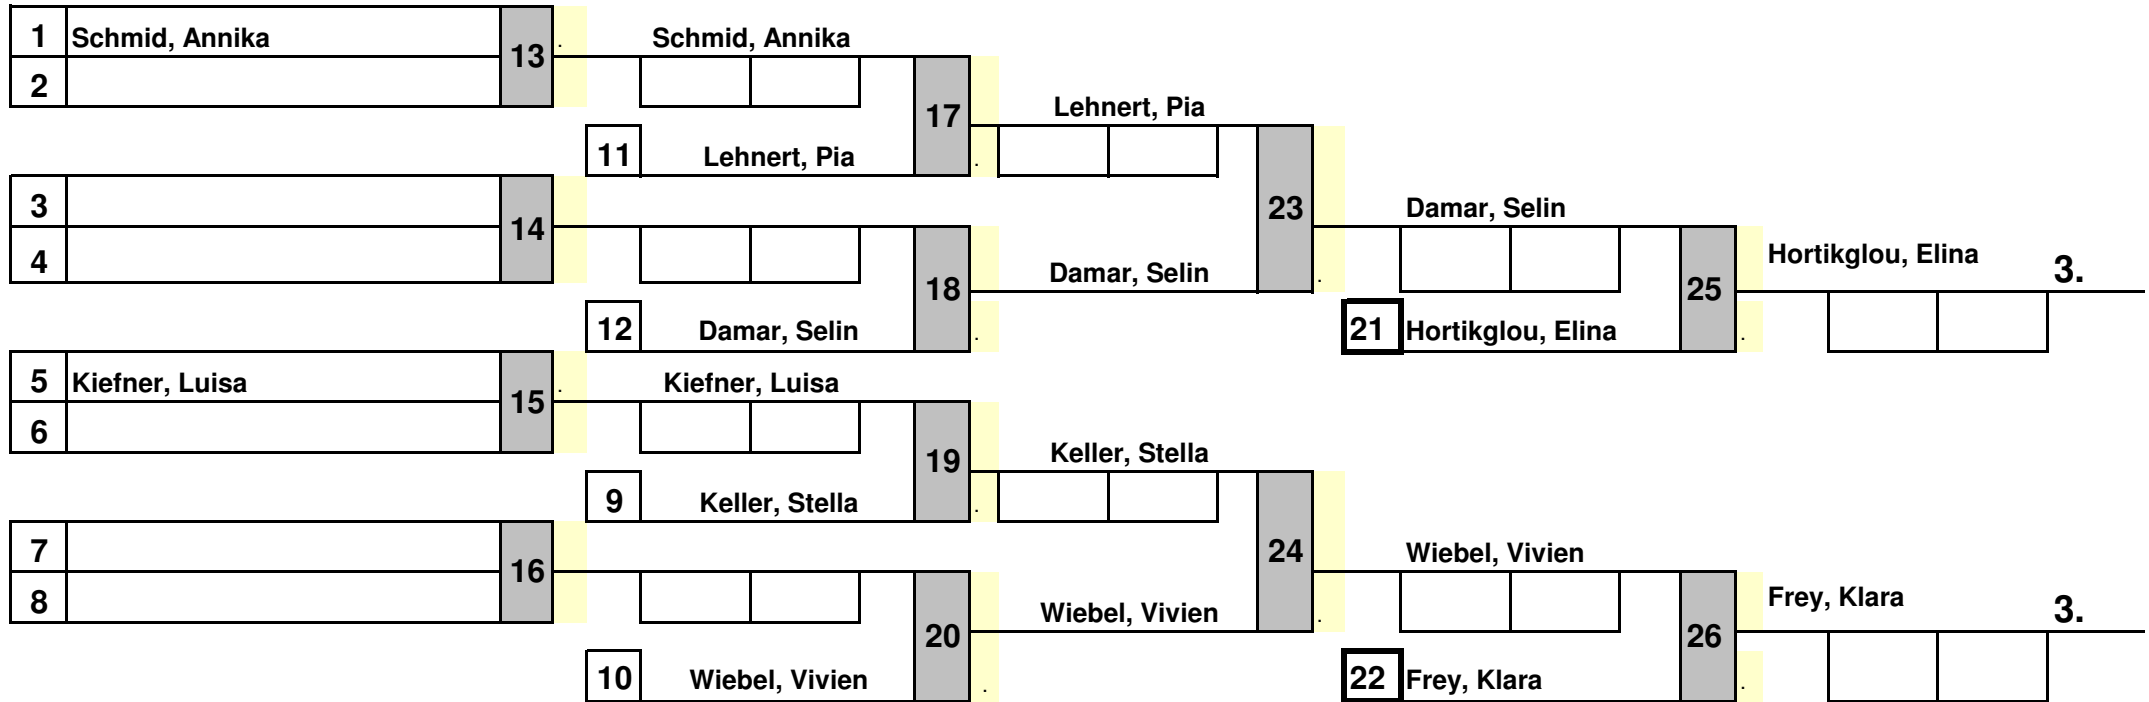 1 Schmid, Annika 13 . Schmid, Annika
2
17 Lehnert, Pia
11 Lehnert, Pia .
3
14 23 Damar, Selin
4
18 Damar, Selin . 25 Hortikglou, Elina 3.
12 Damar, Selin . 21 Hortikglou, Elina .
5 Kiefner, Luisa 15 . Kiefner, Luisa
6
19 Keller, Stella
9 Keller, Stella .
7
16 24 Wiebel, Vivien
8
20 Wiebel, Vivien . 26 Frey, Klara 3.
10 Wiebel, Vivien . 22 Frey, Klara .